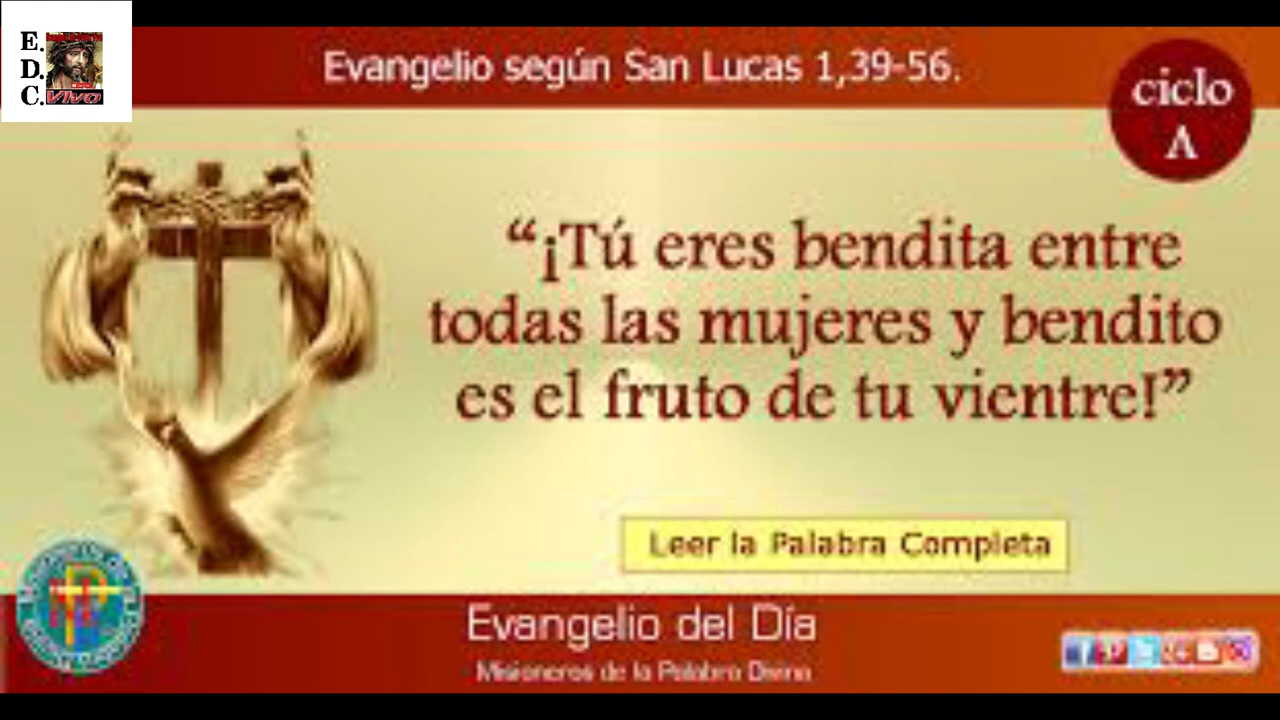 E.
D.
C.
Vivo
Evangelio según San Lucas 1,39-56.
ciclo
A
“¡Tú eres bendita entre
todas las mujeres y bendito
es el fruto de tu vientre!”
Leer la Palabra Completa
Evangelio del Día
Misioneros de la Palabra Divina